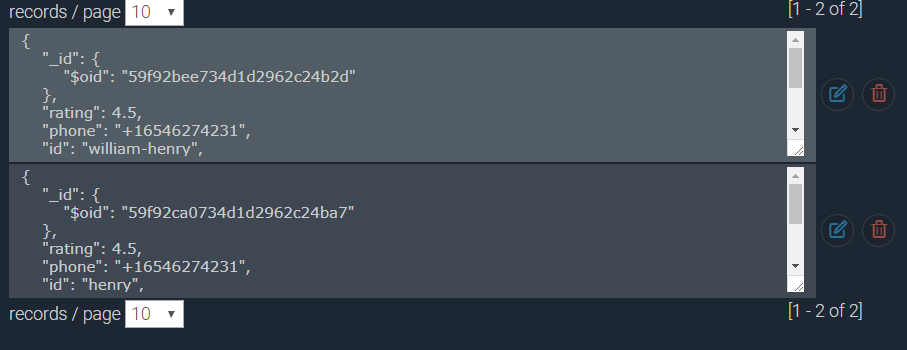 records / page 10
[1 - 2 of 2]
{
"_id": {
"$oid": "59f92bee734d1d2962c24b2d"
},
"rating": 4.5,
"phone": "+16546274231",
"id": "william-henry",
{
"_id": {
"$oid": "59f92ca0734d1d2962c24ba7"
},
"rating": 4.5,
"phone": "+16546274231",
"id": "henry",
records / page 10
[1 - 2 of 2]